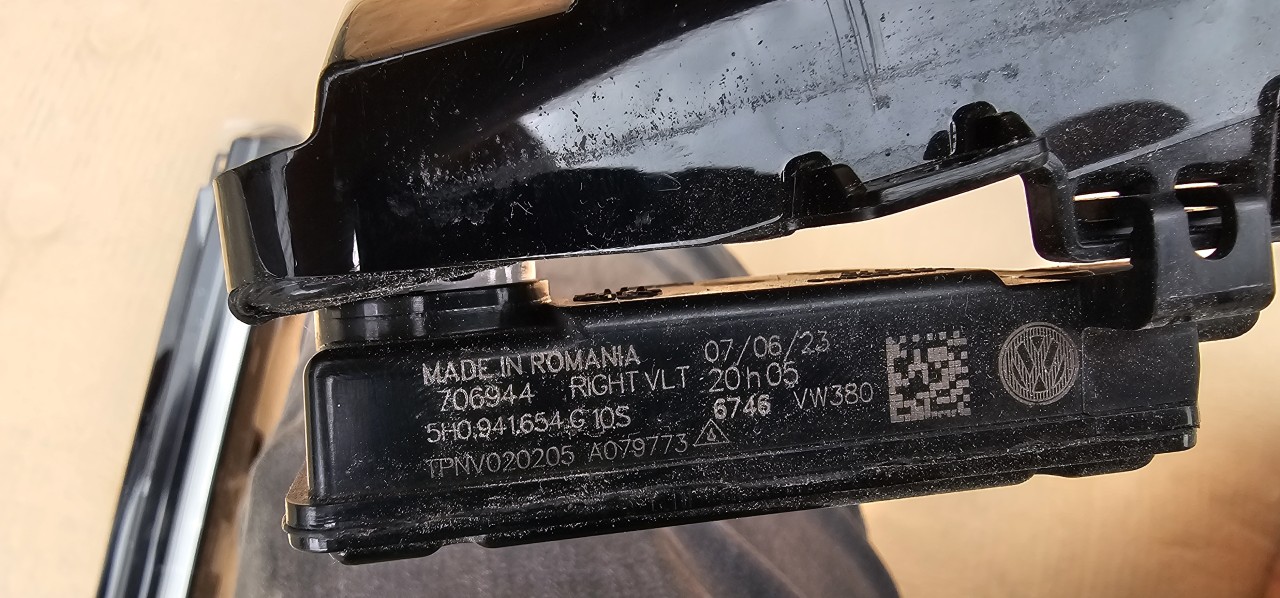 MADE IN ROMANIA 07/06/23
706944 RIGHT VLT 20h05
5H0.941.654.G 10S 6746 VW380
TPNV020205 A079773